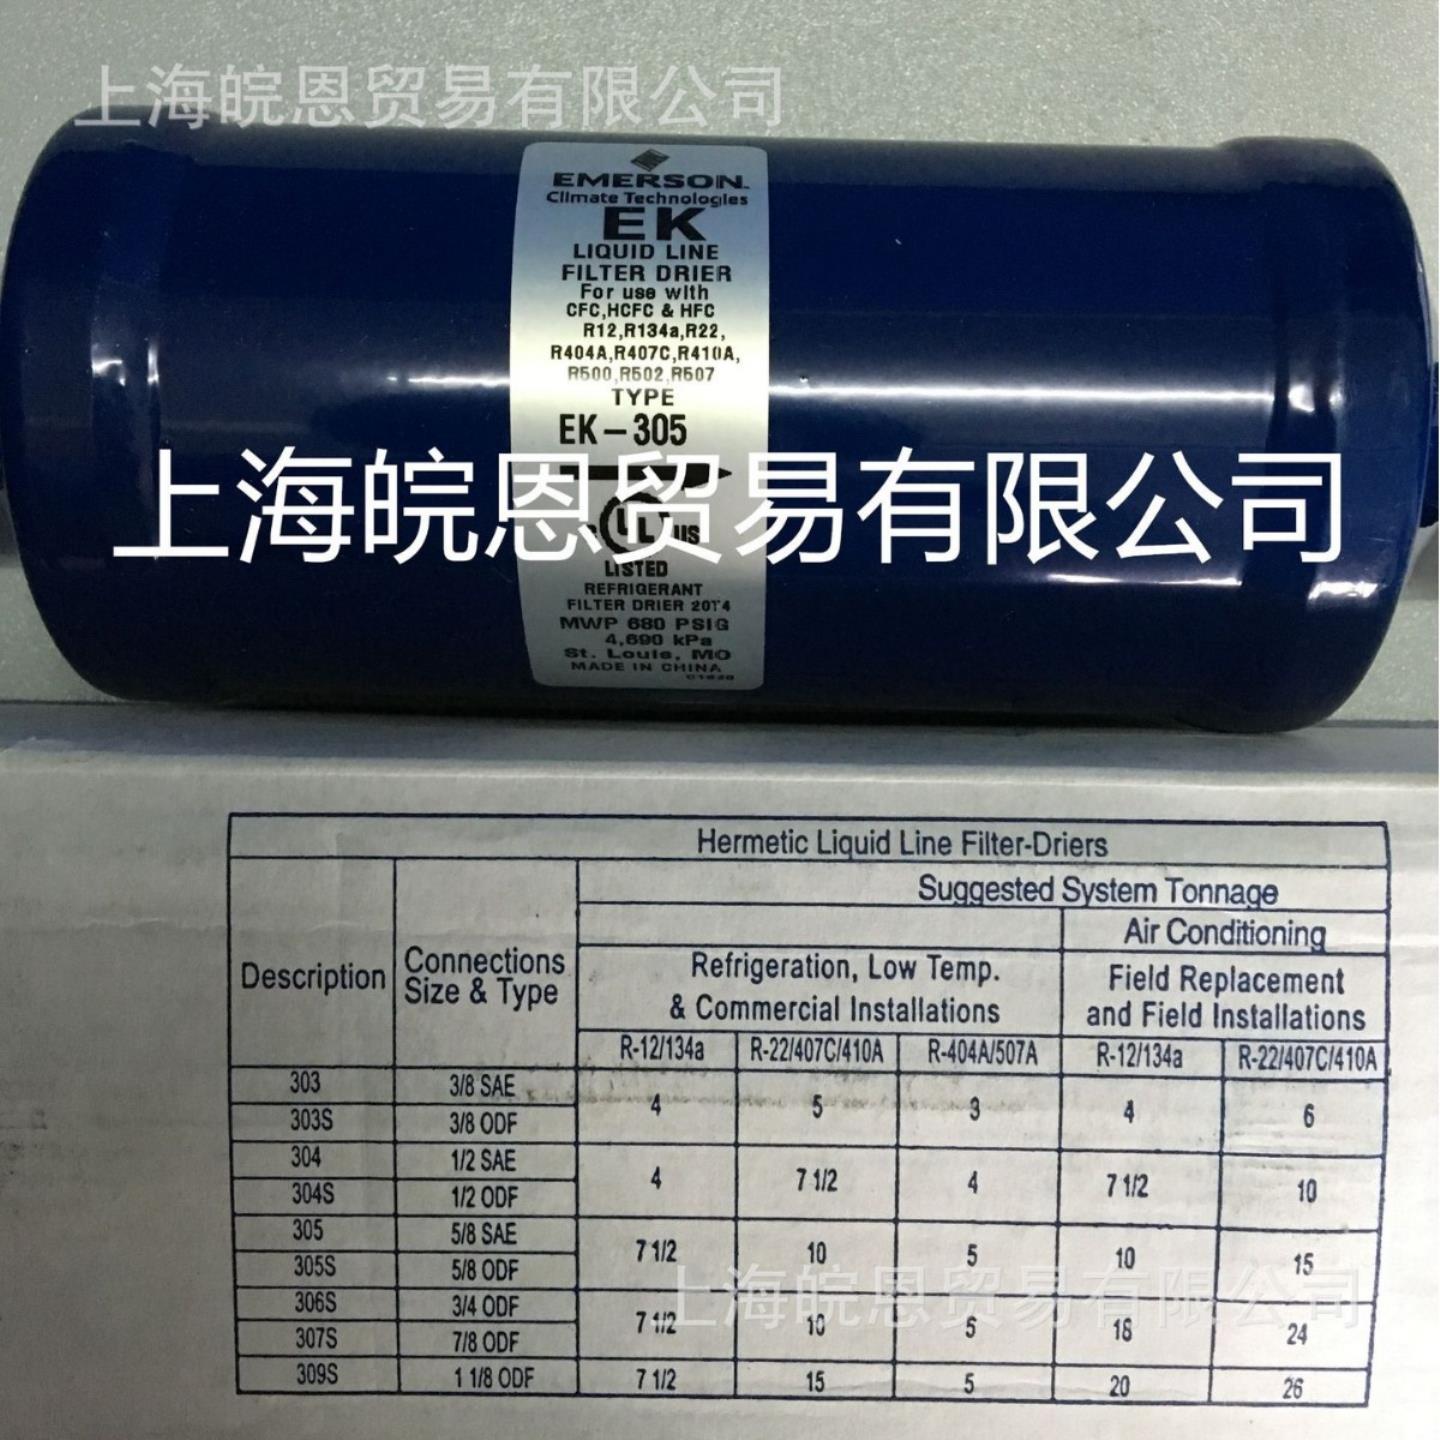 上海皖恩贸易有限公司
EMERSON
Climate Technologies
EK
LIQUID LINE
FILTER DRIER
For use with
CFC,HCFC & HFC
R12,R134a,R22,
R404A,R407C,R410A,
R500,R502,R507
TYPE
EK-305
上海皖恩贸易有限公司
UL US
LISTED
REFRIGERANT
FILTER DRIER 20T4
MWP 680 PSIG
4,690 kPa
St. Louis, MO
MADE IN CHINA
Hermetic Liquid Line Filter-Driers
Suggested System Tonnage
Air Conditioning
Description Connections Size & Type Refrigeration, Low Temp. & Commercial Installations Field Replacement and Field Installations
R-12/134a R-22/407C/410A R-404A/507A R-12/134a R-22/407C/410A
303 3/8 SAE 4 5 3 4 6
303S 3/8 ODF
304 1/2 SAE 4 7 1/2 4 7 1/2 10
304S 1/2 ODF
305 5/8 SAE 7 1/2 10 5 10 15
305S 5/8 ODF
上海皖恩贸易有限公司
306S 3/4 ODF 7 1/2 10 5 18 24
307S 7/8 ODF
309S 1 1/8 ODF 7 1/2 15 5 20 26